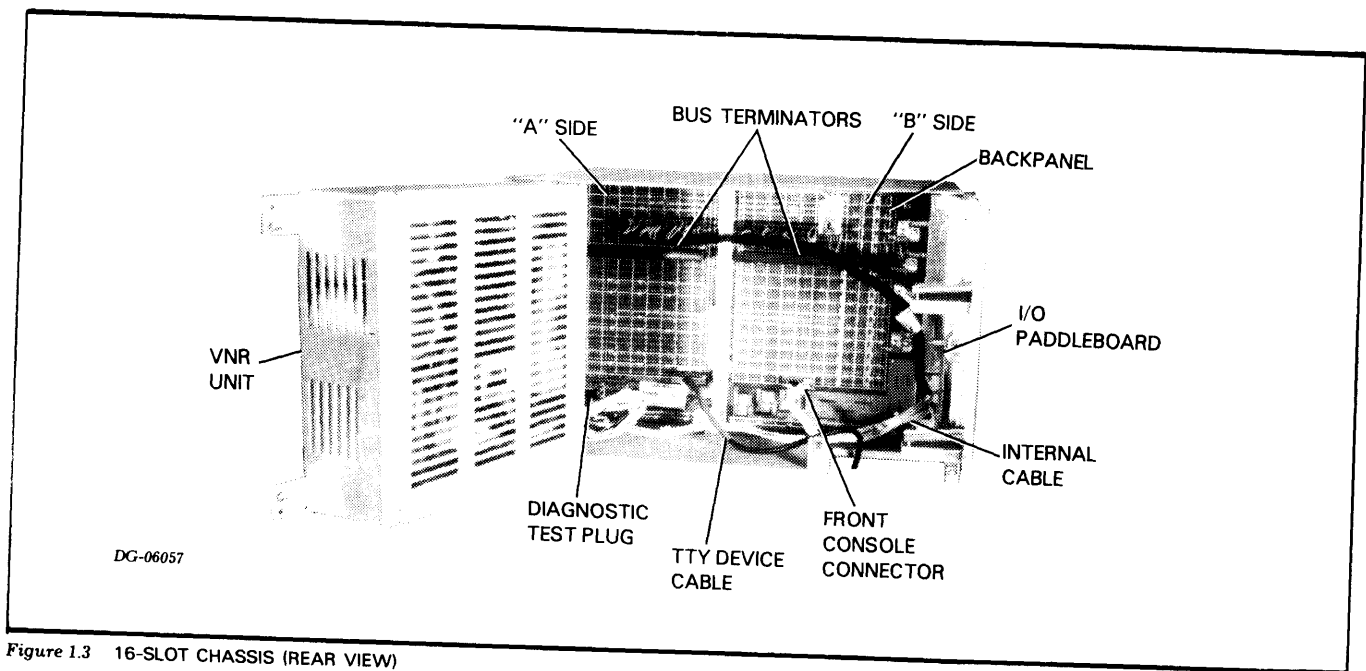 "A" SIDE
BUS TERMINATORS
"B" SIDE
BACKPANEL
I/O
PADDLEBOARD
VNR
UNIT
INTERNAL
CABLE
DIAGNOSTIC
TEST PLUG
TTY DEVICE
CABLE
FRONT
CONSOLE
CONNECTOR
DG-06057
Figure 1.3 16-SLOT CHASSIS (REAR VIEW)